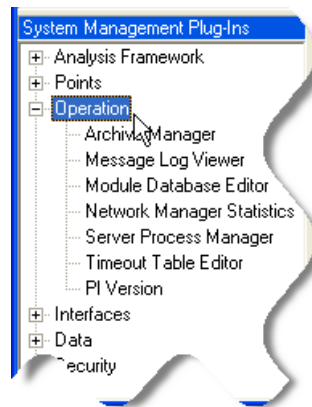 System Management Plug-Ins
Analysis Framework
Points
Operation
Archive Manager
Message Log Viewer
Module Database Editor
Network Manager Statistics
Server Process Manager
Timeout Table Editor
PI Version
Interfaces
Data
Security